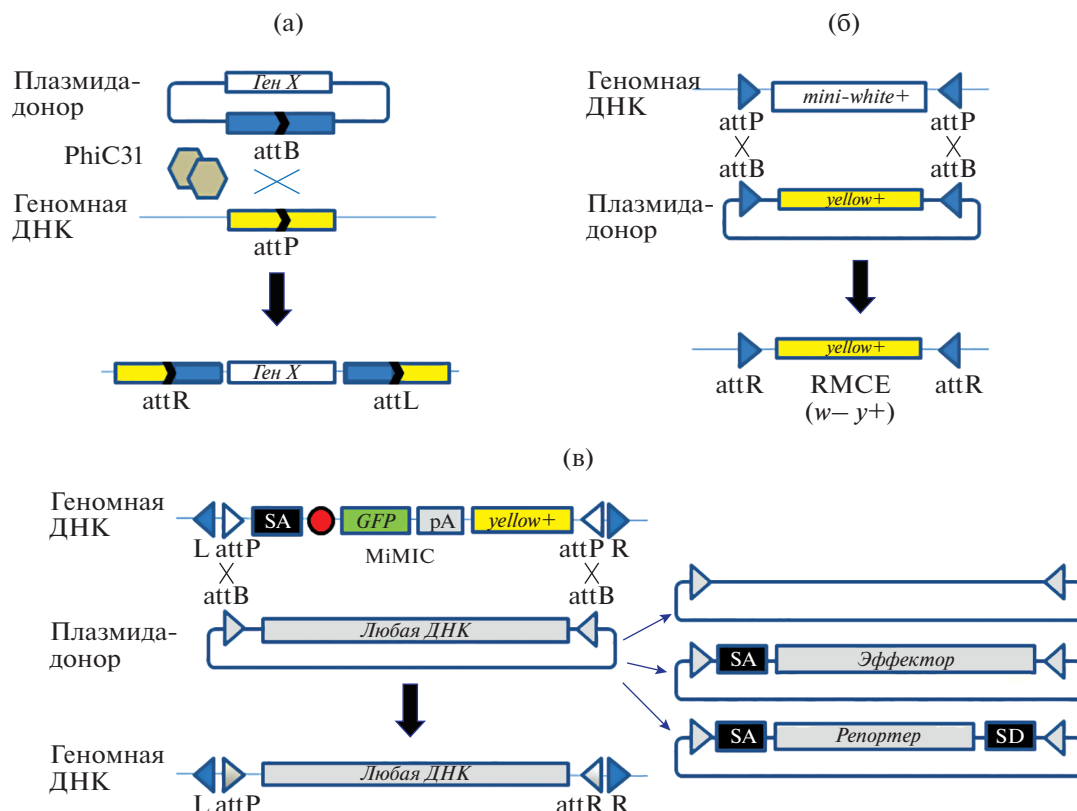 (а)
Плазмида-
донор
Ген X
attB
PhiC31
Геномная
ДНК
attP
Ген X
attR attL
(б)
Геномная
ДНК
mini-white+
attP attP
attB attB
Плазмида-
донор
yellow+
yellow+
attR RMCE attR
(w– y+)
(в)
Геномная
ДНК
SA GFP pA yellow+
L attP MiMIC attP R
attB attB
Плазмида-
донор
Любая ДНК
SA Эффектор
SA Репортер SD
Геномная
ДНК
Любая ДНК
L attP attR R